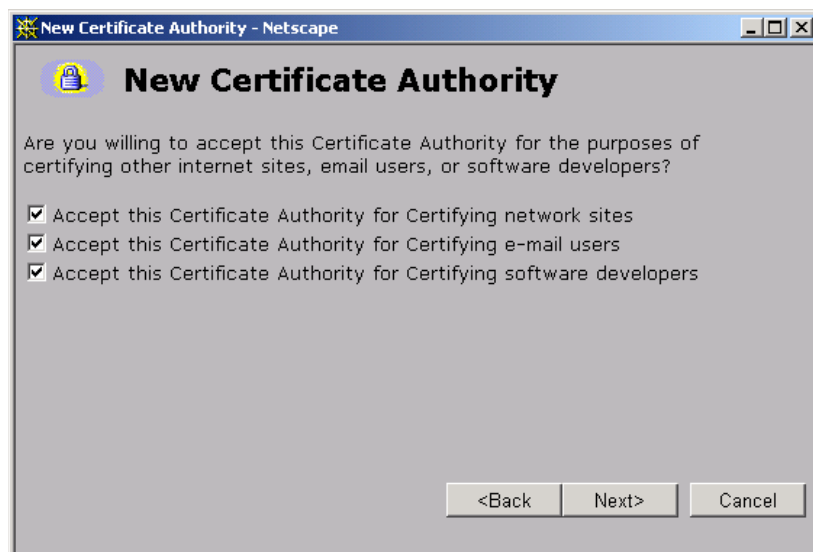 New Certificate Authority - Netscape
New Certificate Authority
Are you willing to accept this Certificate Authority for the purposes of
certifying other internet sites, email users, or software developers?
Accept this Certificate Authority for Certifying network sites
Accept this Certificate Authority for Certifying e-mail users
Accept this Certificate Authority for Certifying software developers
<Back Next> Cancel